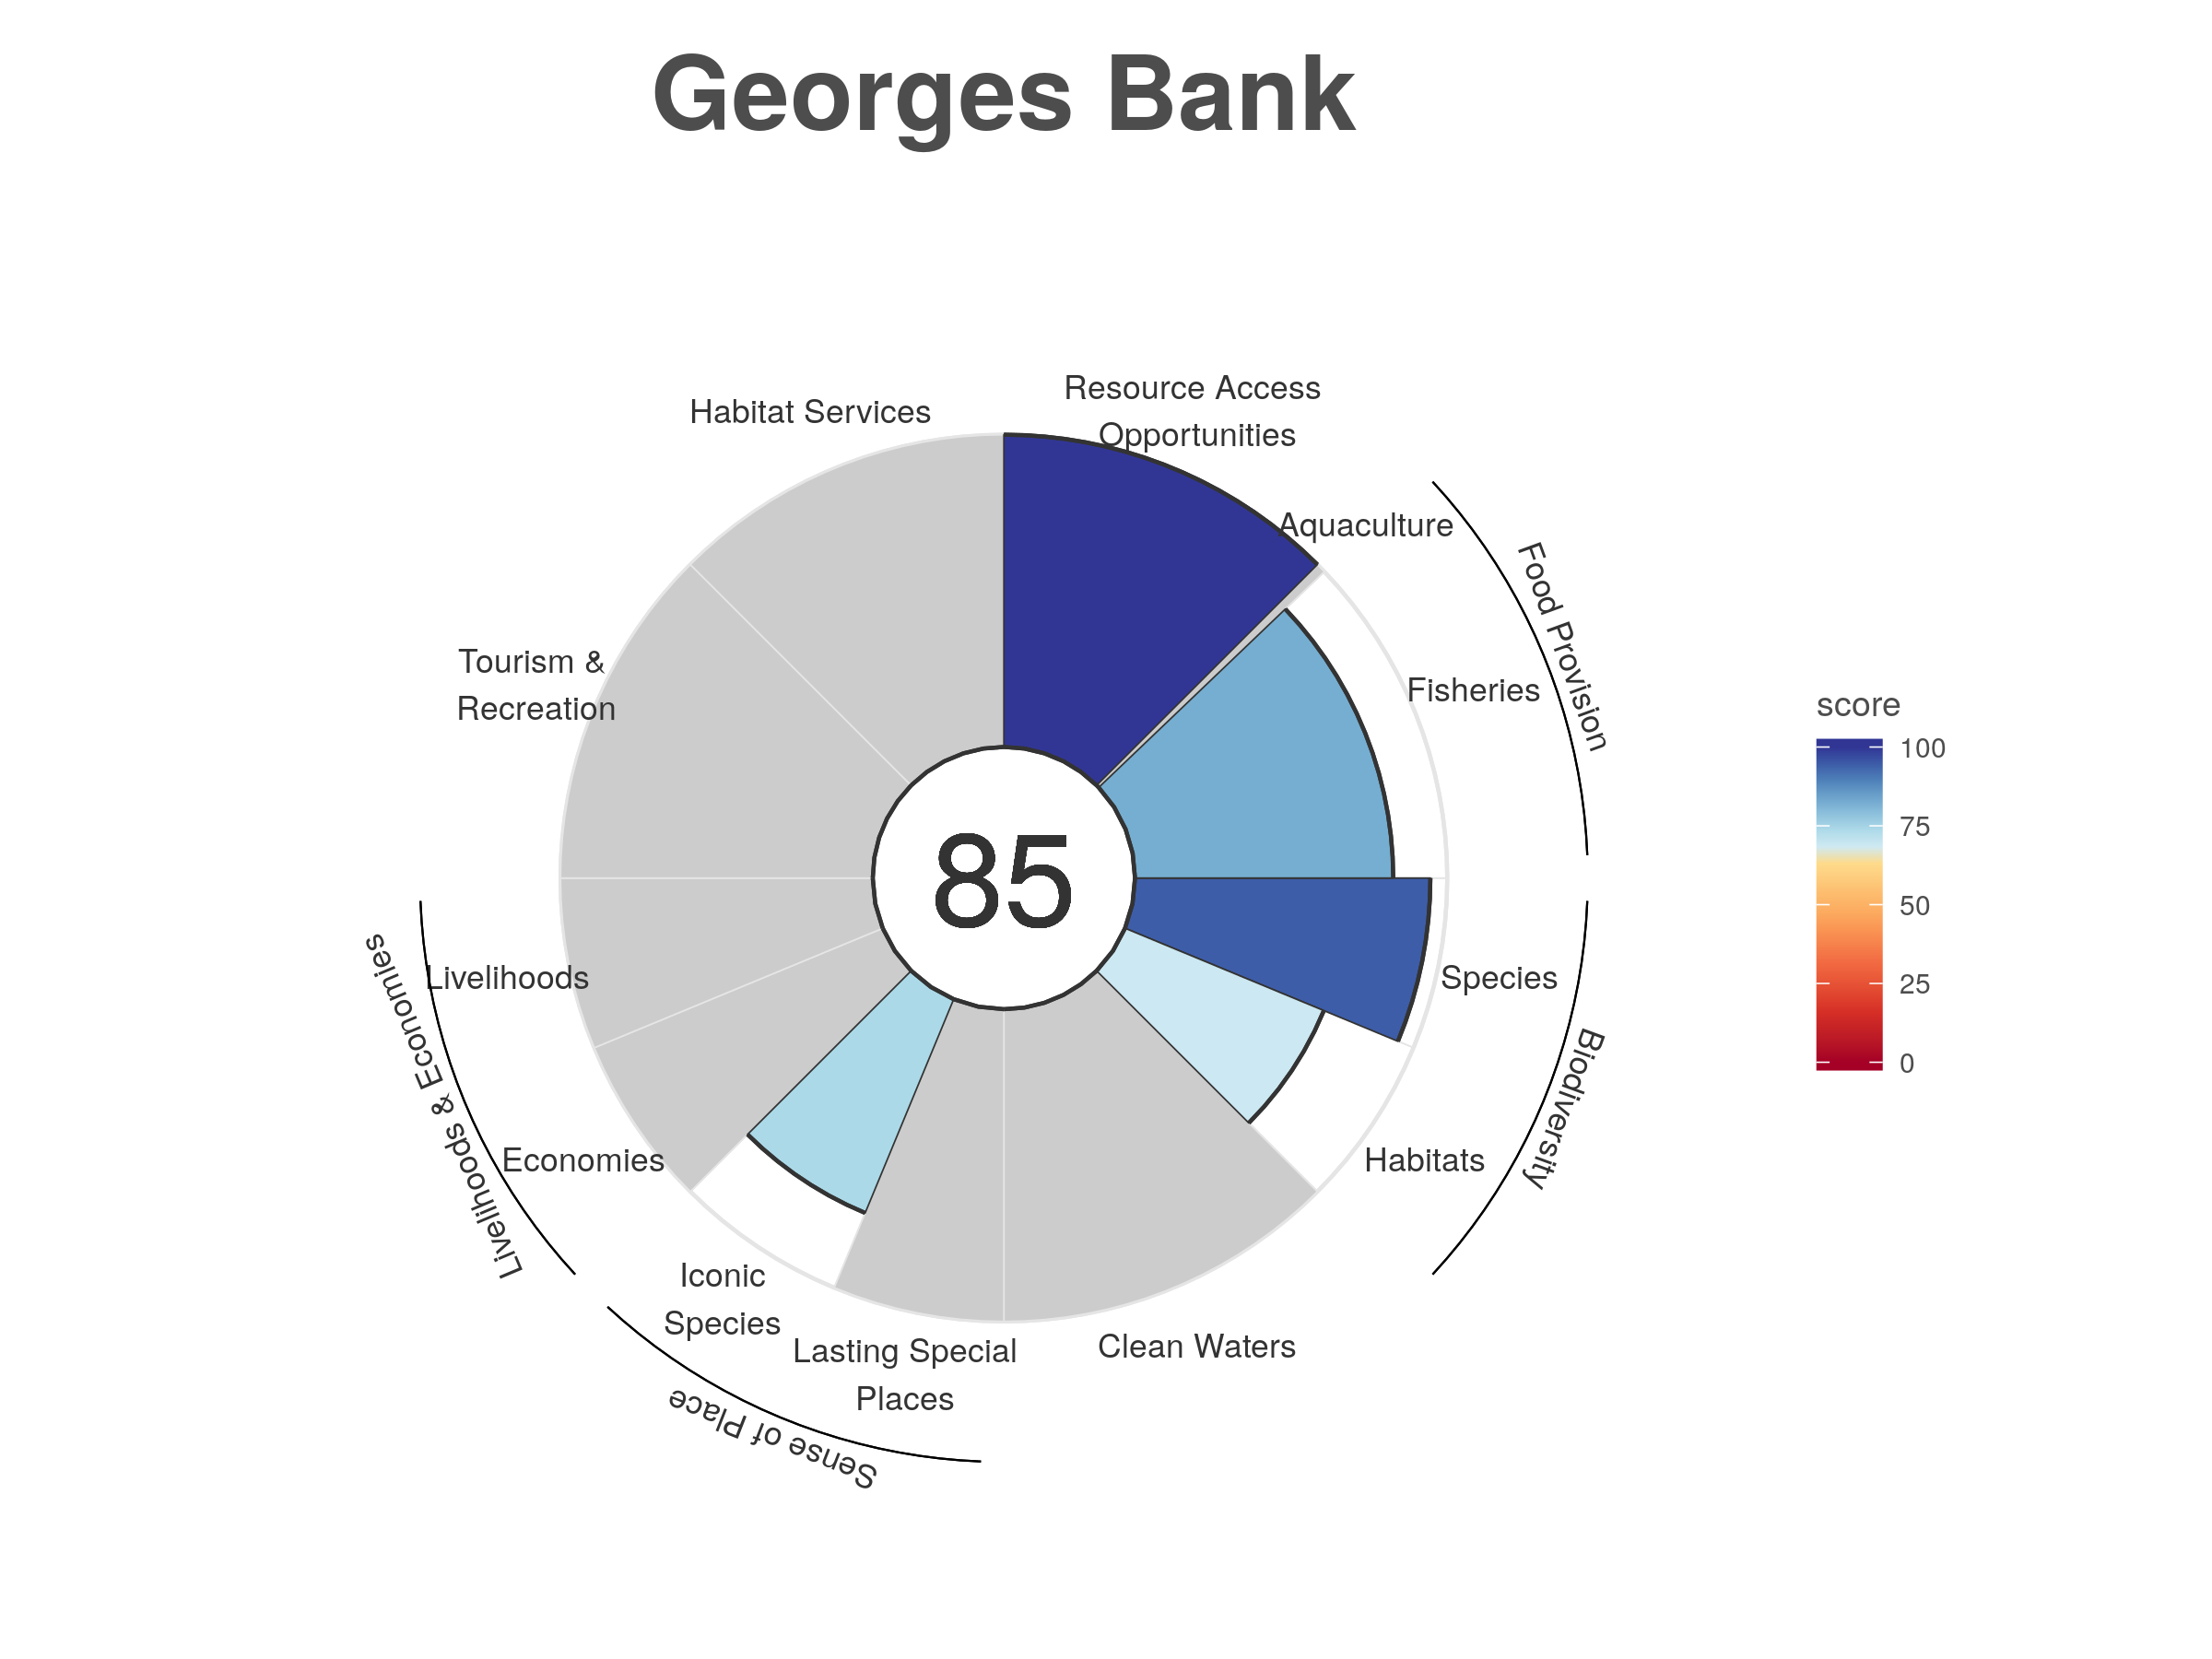 Georges Bank
Habitat Services
Resource Access
Opportunities
Aquaculture
Food Provision
Fisheries
Tourism &
Recreation
score
100
75
50
25
0
85
Livelihoods
Species
Livelihoods & Economies
Biodiversity
Economies
Habitats
Iconic
Species
Lasting Special
Places
Clean Waters
Sense of Place